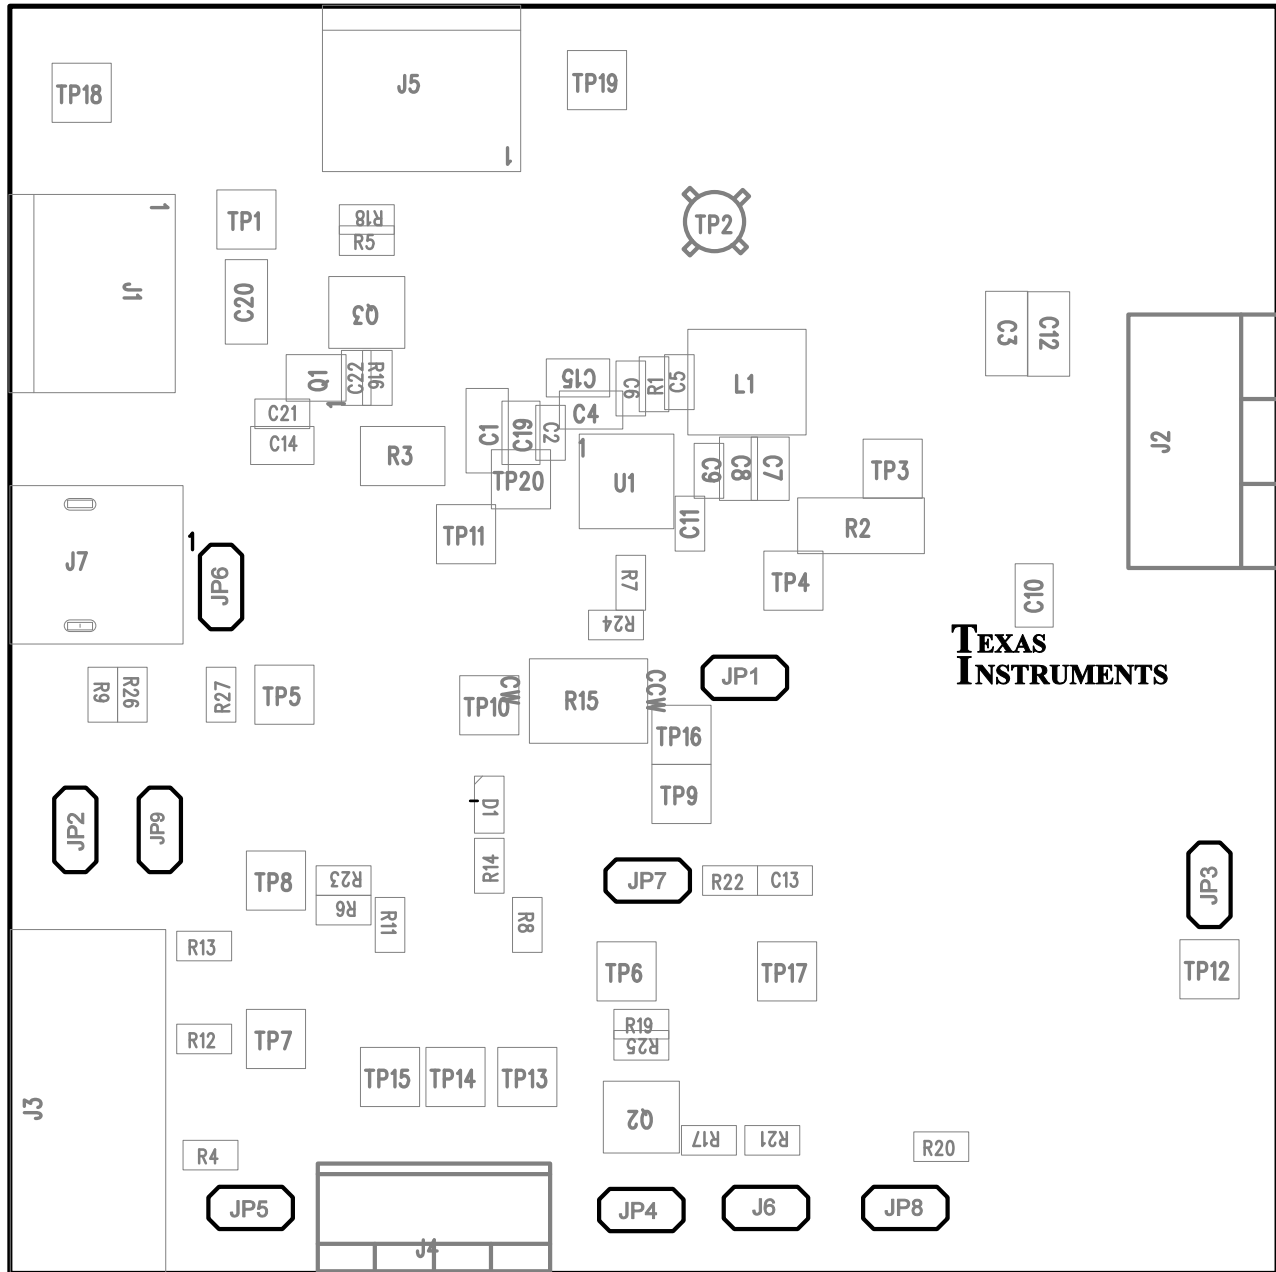 TP18
J5
TP19
1
1
TP1
R18
R5
TP2
J1
C20
Q3
C3
C12
Q1
C22
R16
1
C15
C6
R1
C5
L1
C21
C14
C4
J2
R3
C1
C19
C2
1
U1
C9
C8
C7
TP3
TP20
C11
R2
TP11
J7
1
JP6
R7
TP4
C10
R24
TEXAS
INSTRUMENTS
R9
R26
R27
TP5
TP10
CW
R15
CCW
JP1
TP16
TP9
JP2
JP9
D1
R14
TP8
R23
R6
JP7
R22
C13
JP3
R11
R8
R13
TP6
TP17
TP12
R12
TP7
R19
R25
TP15
TP14
TP13
J3
Q2
R17
R21
R20
R4
JP5
JP4
J6
JP8
J4